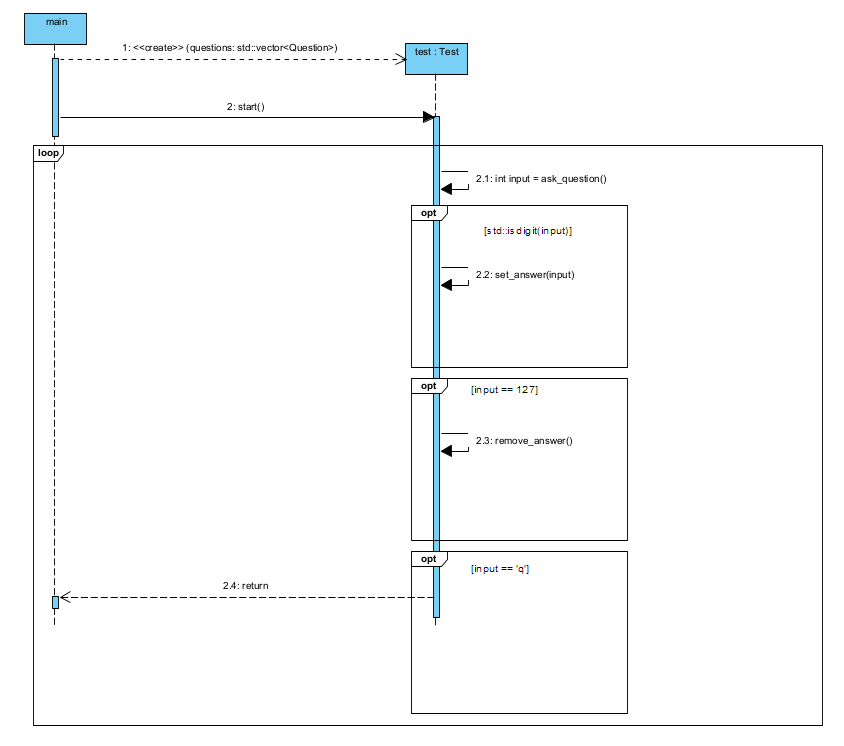 main
1: <<create>> (questions: std::vector<Question>)
test : Test
2: start()
loop
2.1: int input = ask_question()
opt
[std::isdigit(input)]
2.2: set_answer(input)
opt
[input == 127]
2.3: remove_answer()
opt
[input == 'q']
2.4: return